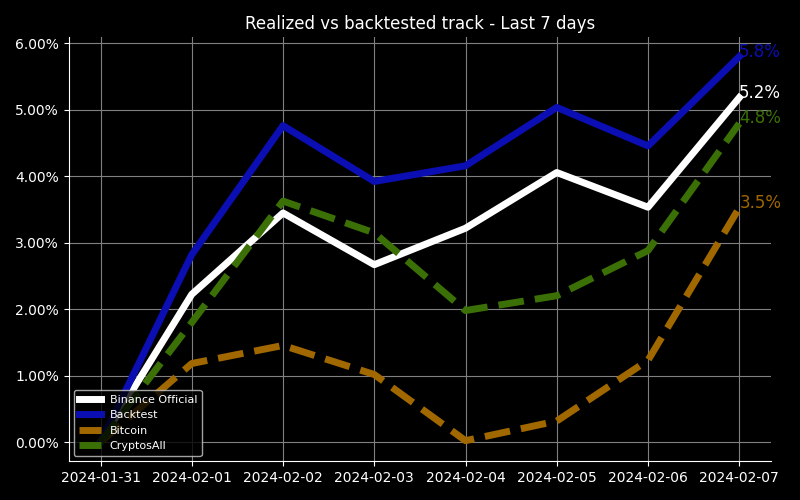 Realized vs backtested track - Last 7 days
6.00%
5.00%
4.00%
3.00%
2.00%
1.00%
0.00%
5.8%
5.2%
4.8%
3.5%
Binance Official
Backtest
Bitcoin
CryptosAll
2024-01-31 2024-02-01 2024-02-02 2024-02-03 2024-02-04 2024-02-05 2024-02-06 2024-02-07